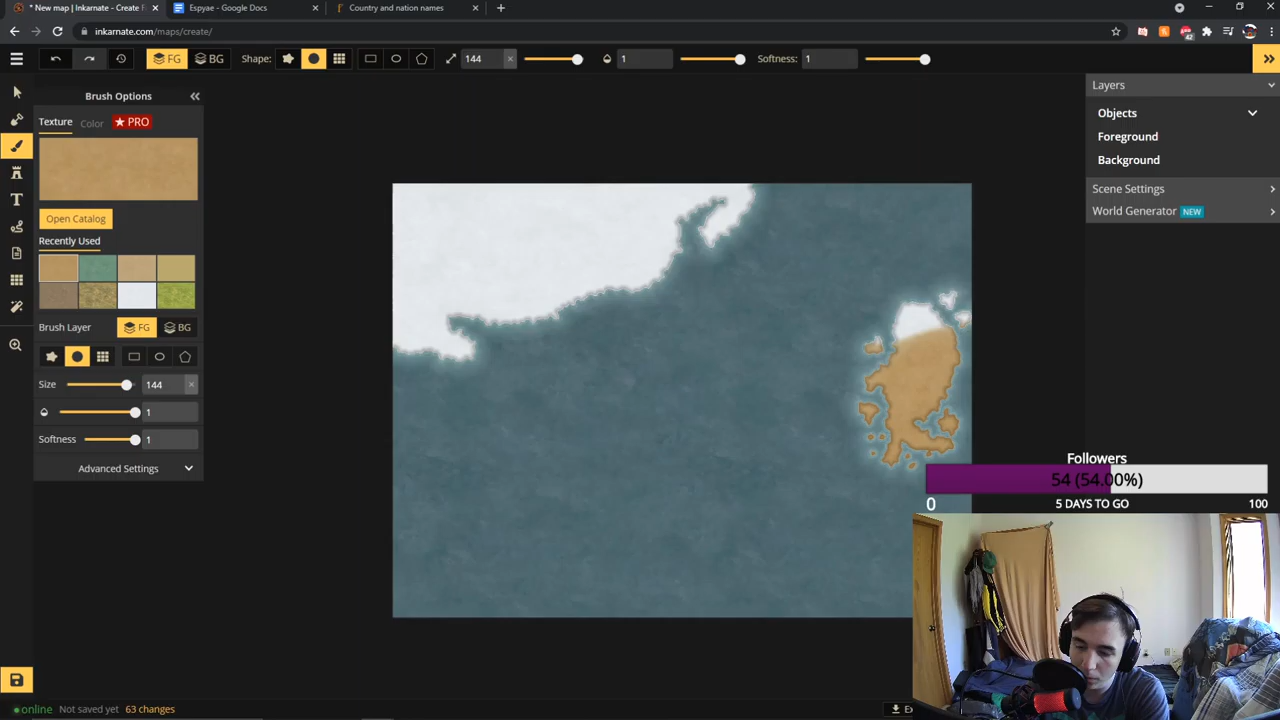 * New map | Inkarnate - Create F
Espyae - Google Docs
Country and nation names
inkarnate.com/maps/create/
42
FG
BG
Shape:
144
1
Softness:
1
Brush Options
Texture
Color
PRO
Open Catalog
Recently Used
Brush Layer
FG
BG
Size
144
1
Softness
1
Advanced Settings
Layers
Objects
Foreground
Background
Scene Settings
World Generator
NEW
Followers
54 (54.00%)
0
5 DAYS TO GO
100
online
Not saved yet
63 changes